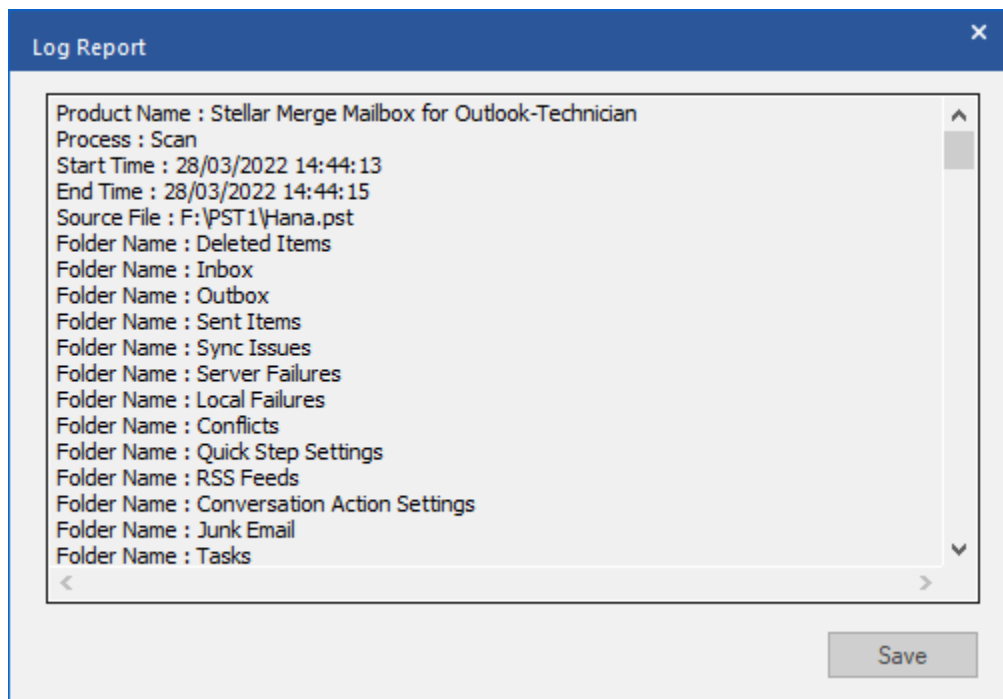 Log Report
Product Name : Stellar Merge Mailbox for Outlook-Technician
Process : Scan
Start Time : 28/03/2022 14:44:13
End Time : 28/03/2022 14:44:15
Source File : F:\PST1\Hana.pst
Folder Name : Deleted Items
Folder Name : Inbox
Folder Name : Outbox
Folder Name : Sent Items
Folder Name : Sync Issues
Folder Name : Server Failures
Folder Name : Local Failures
Folder Name : Conflicts
Folder Name : Quick Step Settings
Folder Name : RSS Feeds
Folder Name : Conversation Action Settings
Folder Name : Junk Email
Folder Name : Tasks
Save